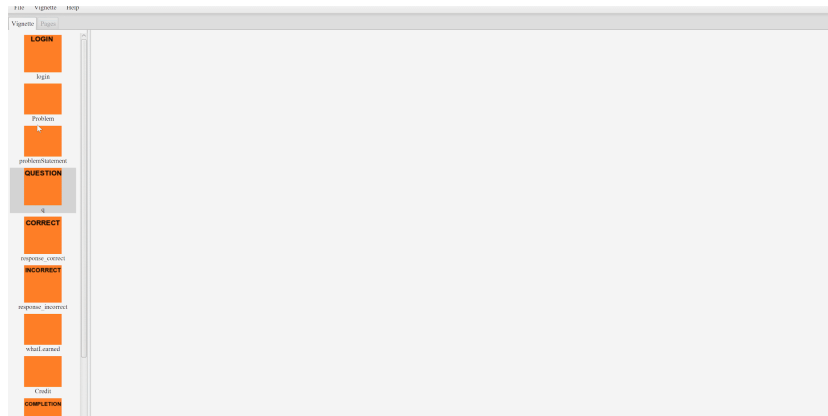 File Vignette Help
Vignette Pages
LOGIN
login
Problem
problemStatement
QUESTION
q
CORRECT
response_correct
INCORRECT
response_incorrect
whatLearned
Credit
COMPLETION